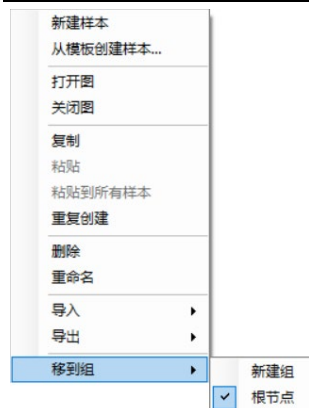 新建样本
从模板创建样本...
打开图
关闭图
复制
粘贴
粘贴到所有样本
重复创建
删除
重命名
导入
导出
移到组
新建组
根节点